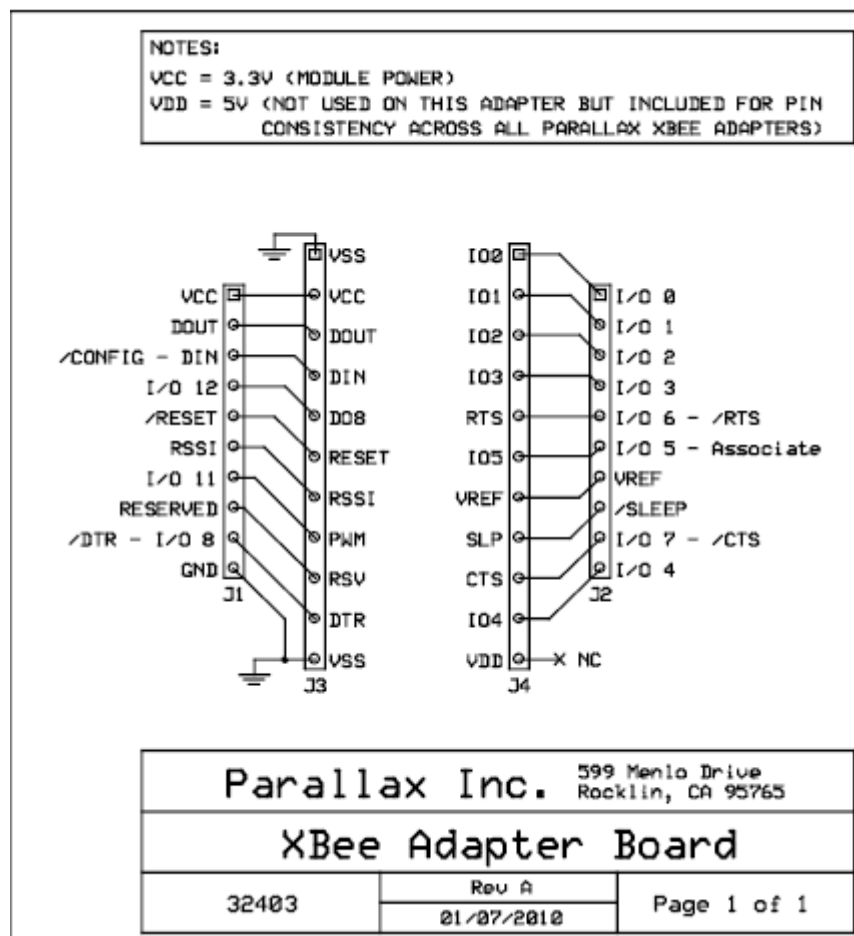 NOTES:
VCC = 3.3V (MODULE POWER)
VDD = 5V (NOT USED ON THIS ADAPTER BUT INCLUDED FOR PIN
CONSISTENCY ACROSS ALL PARALLAX XBEE ADAPTERS)
VCC
DOUT
/CONFIG - DIN
I/O 12
/RESET
RSSI
I/O 11
RESERVED
/DTR - I/O 8
GND
J1
VSS
VCC
DOUT
DIN
DO8
RESET
RSSI
PWM
RSV
DTR
VSS
J3
IO0
IO1
IO2
IO3
RTS
IO5
VREF
SLP
CTS
IO4
VDD
J4
X NC
I/O 0
I/O 1
I/O 2
I/O 3
I/O 6 - /RTS
I/O 5 - Associate
VREF
/SLEEP
I/O 7 - /CTS
I/O 4
J2
Parallax Inc.
599 Menlo Drive
Rocklin, CA 95765
XBee Adapter Board
32403
Rev A
01/07/2010
Page 1 of 1